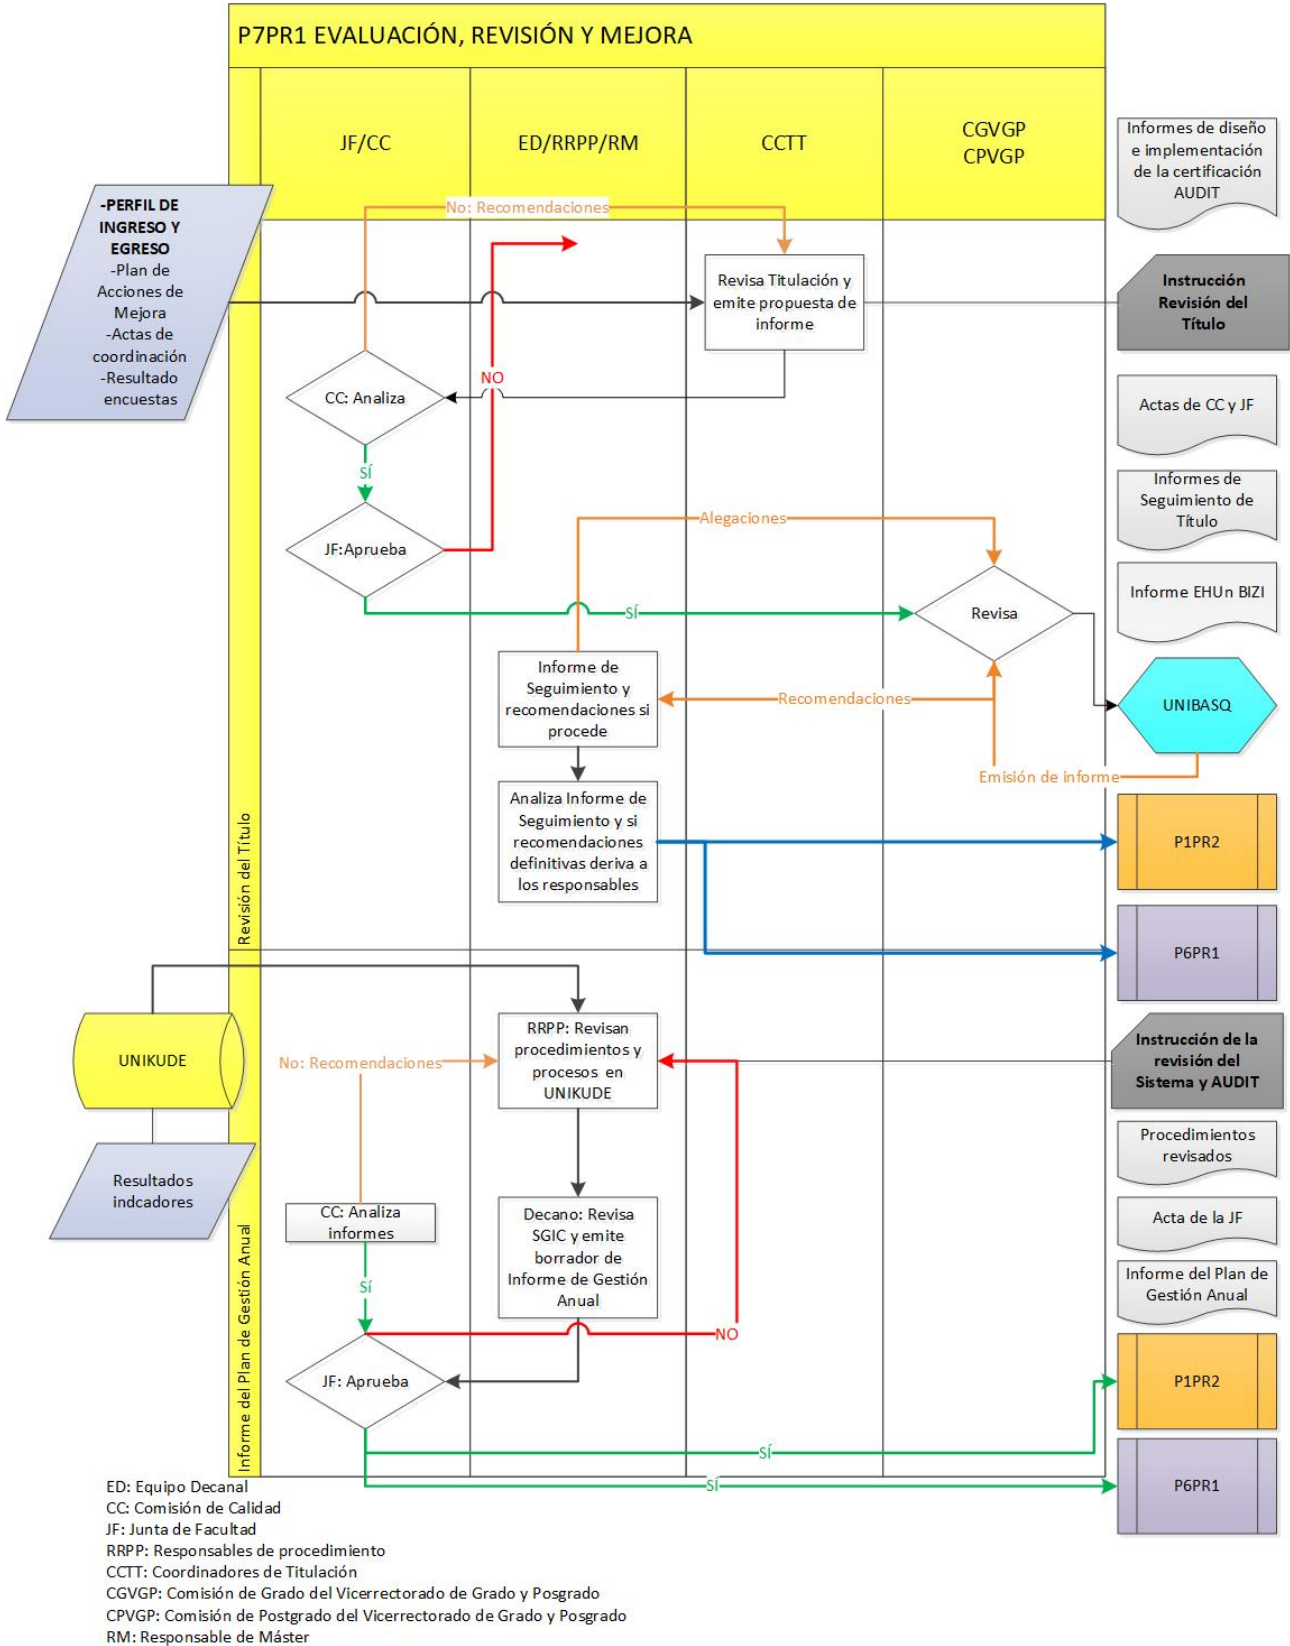 P7PR1 EVALUACIÓN, REVISIÓN Y MEJORA
JF/CC
ED/RRPP/RM
CCTT
CGVGP
CPVGP
Informes de diseño
e implementación
de la certificación
AUDIT
-PERFIL DE
INGRESO Y
EGRESO
-Plan de
Acciones de
Mejora
-Actas de
coordinación
-Resultado
encuestas
No: Recomendaciones
Revisa Titulación y
emite propuesta de
informe
Instrucción
Revisión del
Título
NO
CC: Analiza
Actas de CC y JF
SÍ
Informes de
Seguimiento de
Título
Alegaciones
JF:Aprueba
Informe EHUn BIZI
SÍ
Revisa
Informe de
Seguimiento y
recomendaciones si
procede
Recomendaciones
UNIBASQ
Emisión de informe
Analiza Informe de
Seguimiento y si
recomendaciones
definitivas deriva a
los responsables
P1PR2
Revisión del Título
P6PR1
UNIKUDE
RRPP: Revisan
procedimientos y
procesos en
UNIKUDE
No: Recomendaciones
Instrucción de la
revisión del
Sistema y AUDIT
Procedimientos
revisados
Resultados
indcadores
CC: Analiza
informes
Decano: Revisa
SGIC y emite
borrador de
Informe de Gestión
Anual
Acta de la JF
Sí
Informe del Plan de
Gestión Anual
NO
Informe del Plan de Gestión Anual
JF: Aprueba
P1PR2
SÍ
SÍ
P6PR1
ED: Equipo Decanal
CC: Comisión de Calidad
JF: Junta de Facultad
RRPP: Responsables de procedimiento
CCTT: Coordinadores de Titulación
CGVGP: Comisión de Grado del Vicerrectorado de Grado y Posgrado
CPVGP: Comisión de Postgrado del Vicerrectorado de Grado y Posgrado
RM: Responsable de Máster